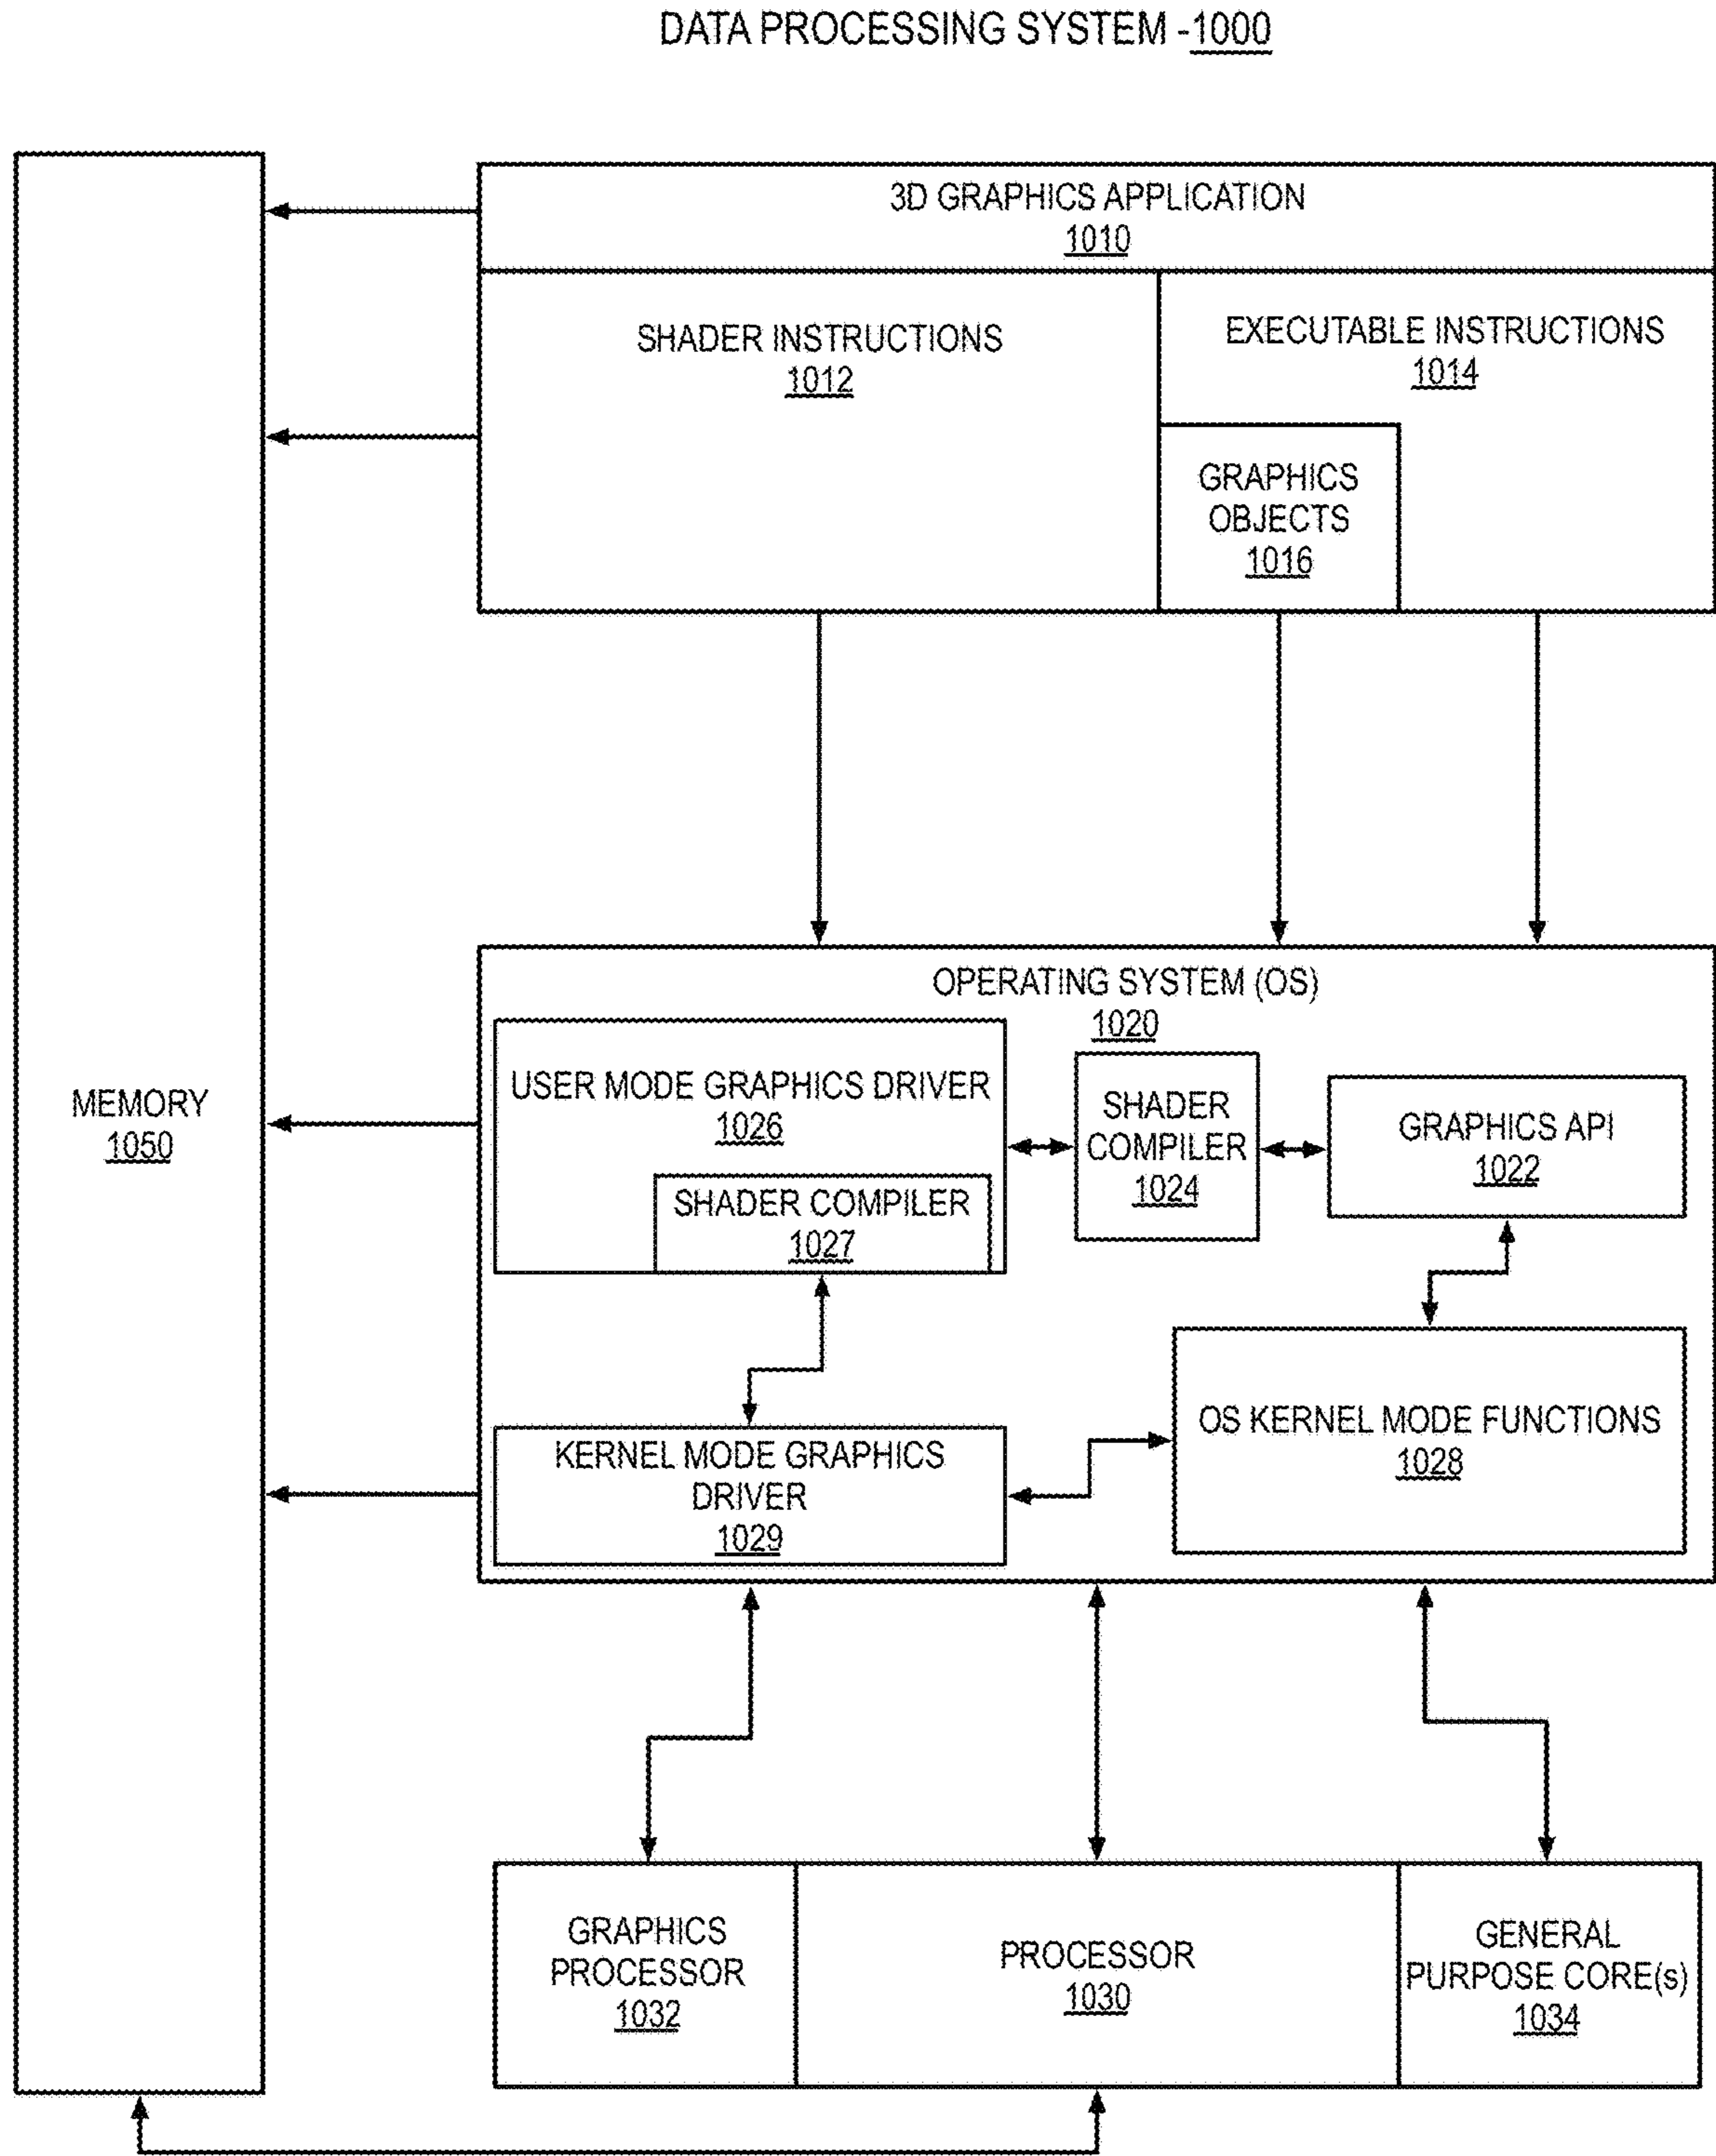 DATA PROCESSING SYSTEM -1000
3D GRAPHICS APPLICATION
1010
SHADER INSTRUCTIONS
1012
EXECUTABLE INSTRUCTIONS
1014
GRAPHICS
OBJECTS
1016
MEMORY
1050
OPERATING SYSTEM (OS)
1020
USER MODE GRAPHICS DRIVER
1026
SHADER COMPILER
1027
SHADER
COMPILER
1024
GRAPHICS API
1022
KERNEL MODE GRAPHICS
DRIVER
1029
OS KERNEL MODE FUNCTIONS
1028
GRAPHICS
PROCESSOR
1032
PROCESSOR
1030
GENERAL
PURPOSE CORE(s)
1034